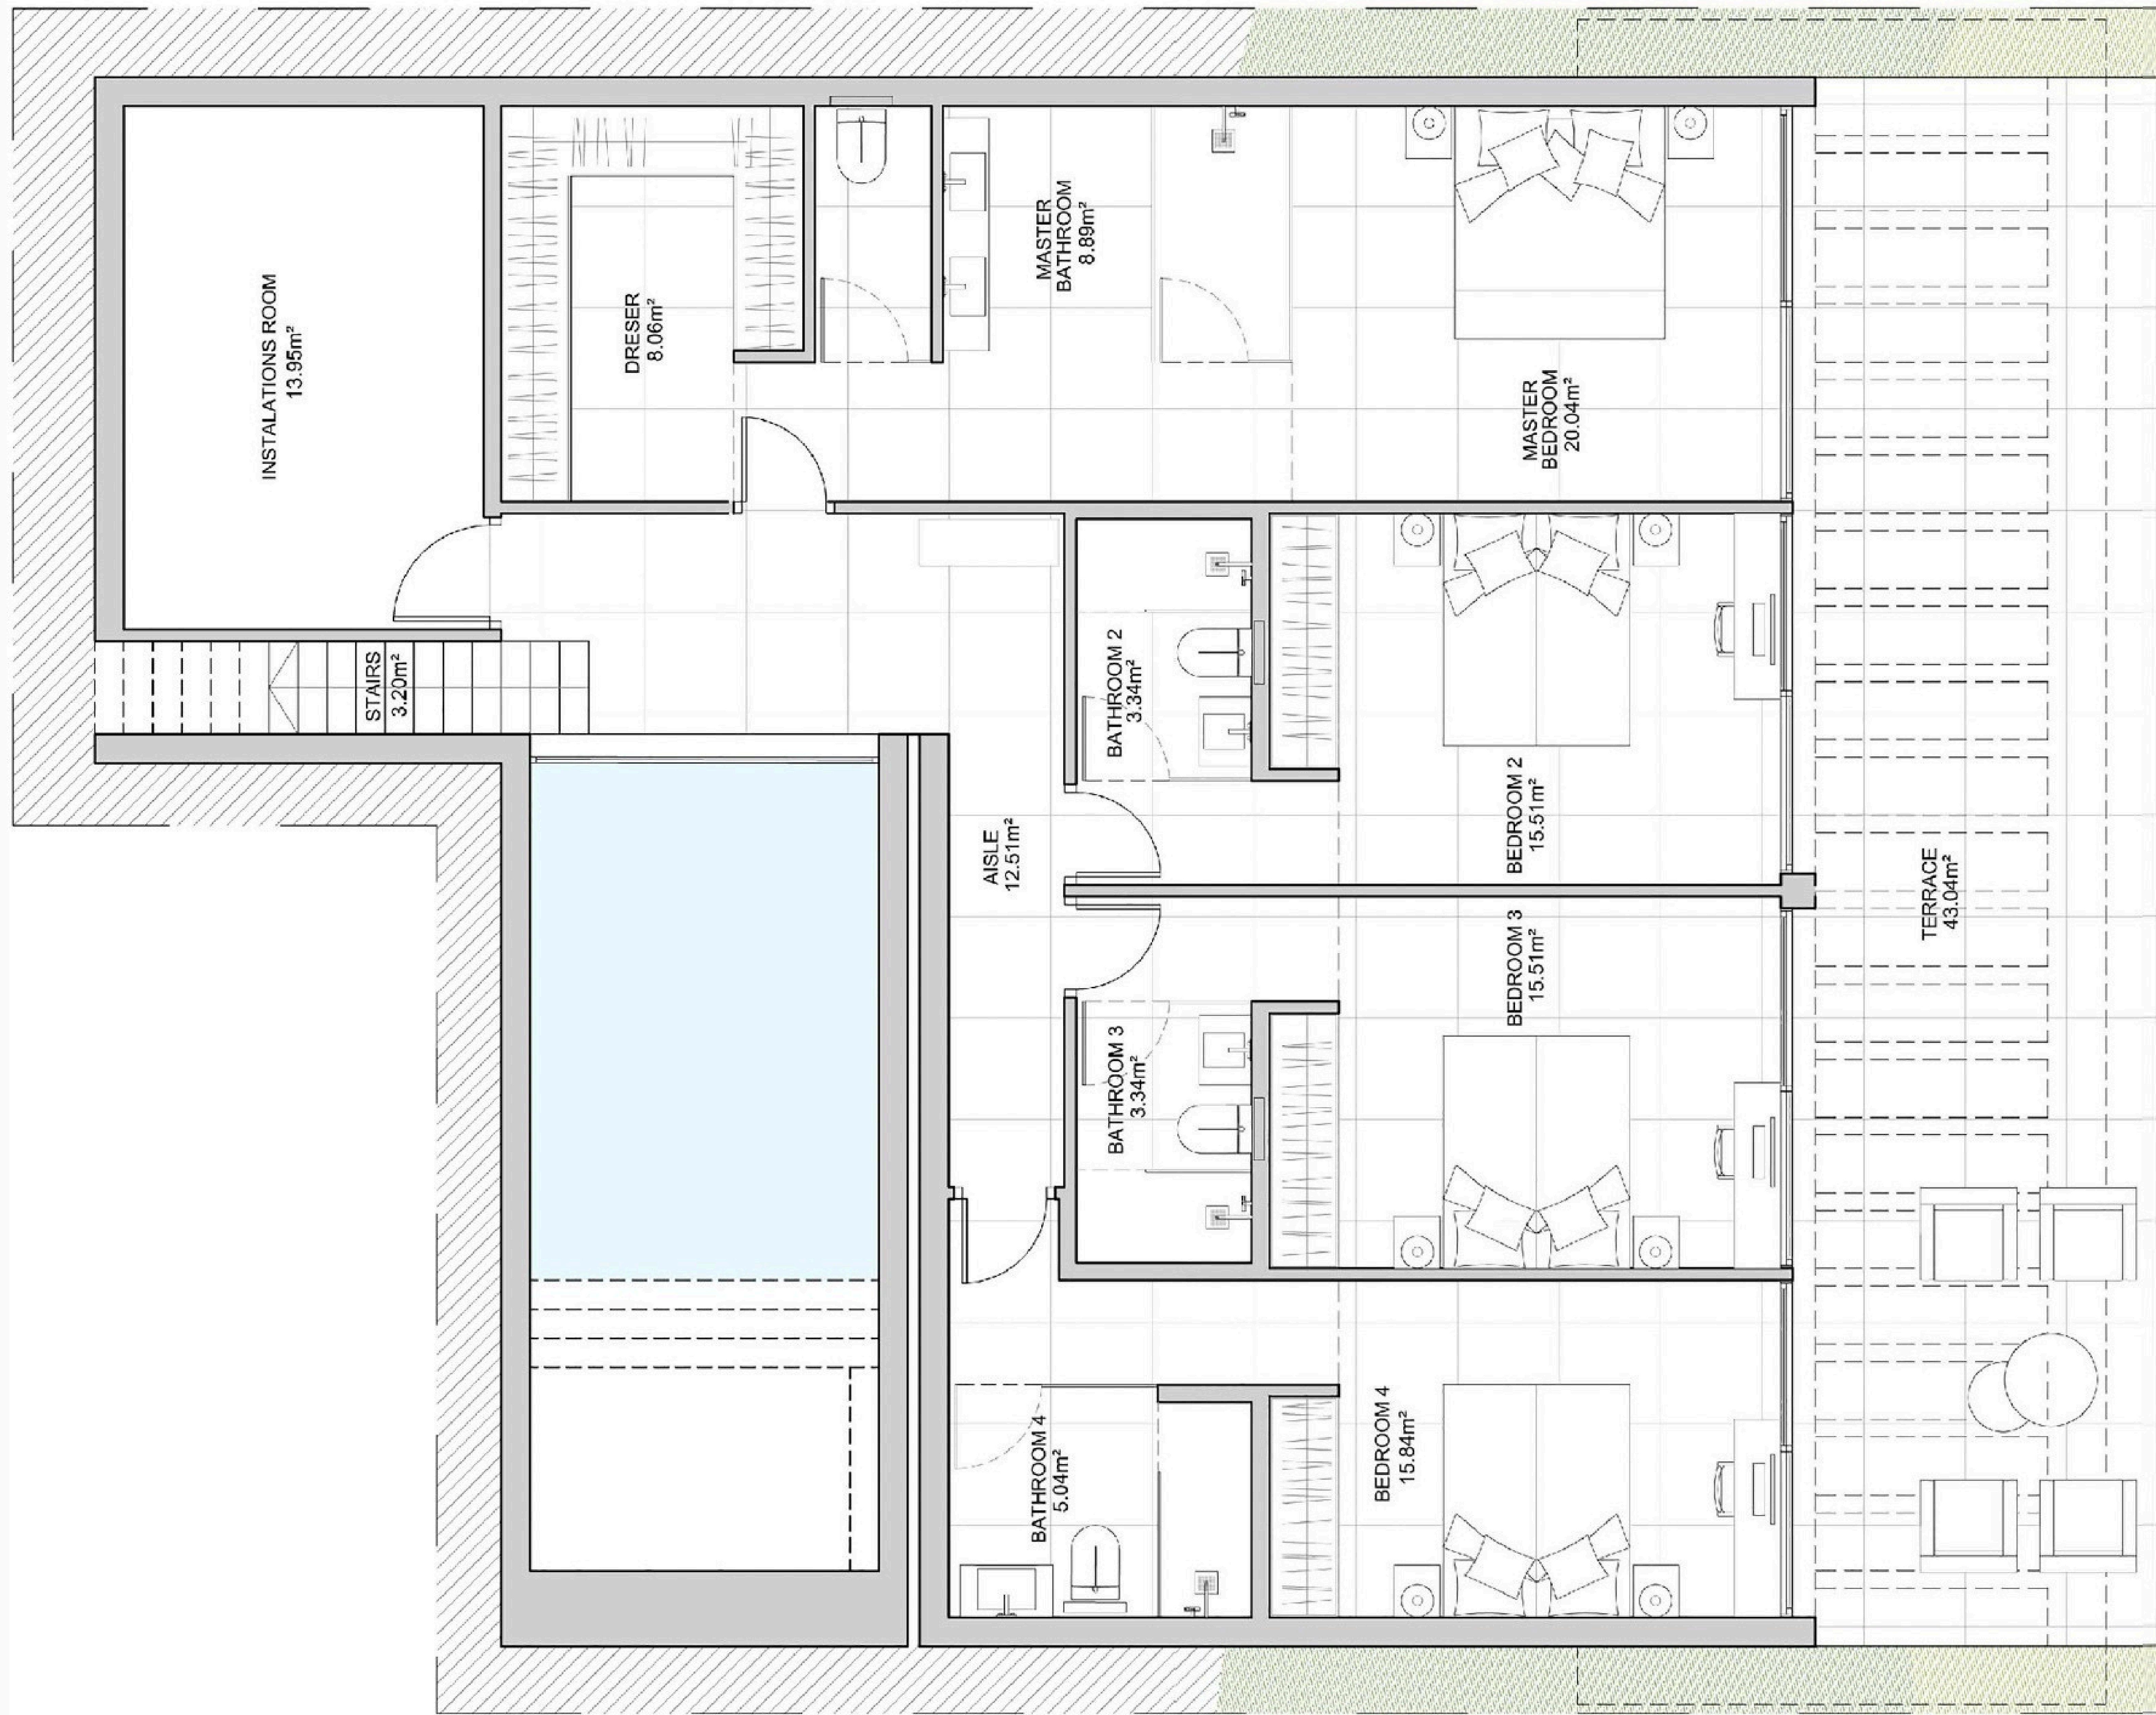 INSTALATIONS ROOM
13.95m²
DRESER
8.06m²
MASTER
BATHROOM
8.89m²
MASTER
BEDROOM
20.04m²
STAIRS
3.20m²
BATHROOM 2
3.34m²
BEDROOM 2
15.51m²
AISLE
12.51m²
TERRACE
43.04m²
BEDROOM 3
15.51m²
BATHROOM 3
3.34m²
BATHROOM 4
5.04m²
BEDROOM 4
15.84m²